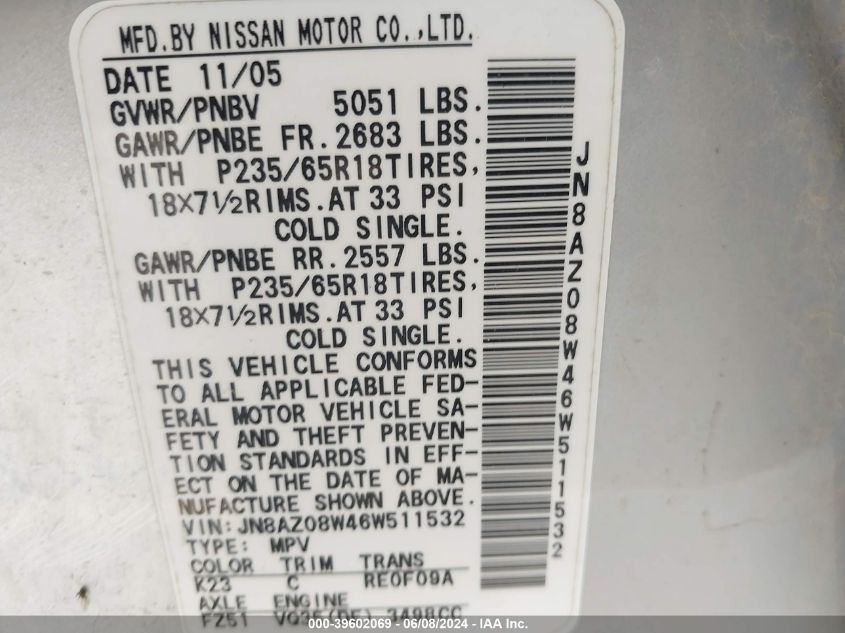 MFD.BY NISSAN MOTOR CO.,LTD.
DATE 11/05
GVWR/PNBV 5051 LBS.
GAWR/PNBE FR.2683 LBS.
WITH P235/65R18TIRES,
18X7½RIMS.AT 33 PSI
COLD SINGLE.
GAWR/PNBE RR.2557 LBS.
WITH P235/65R18TIRES,
18X7½RIMS.AT 33 PSI
COLD SINGLE.
THIS VEHICLE CONFORMS
TO ALL APPLICABLE FED-
ERAL MOTOR VEHICLE SA-
FETY AND THEFT PREVEN-
TION STANDARDS IN EFF-
ECT ON THE DATE OF MA-
NUFACTURE SHOWN ABOVE.
VIN:JN8AZ08W46W511532
TYPE: MPV
COLOR TRIM TRANS
K23 C RE0F09A
AXLE ENGINE
FZ51 VQ35(DE) 3498CC
JN8AZ08W46W511532
000-39602069 | 06/08/2024 - IAA Inc.